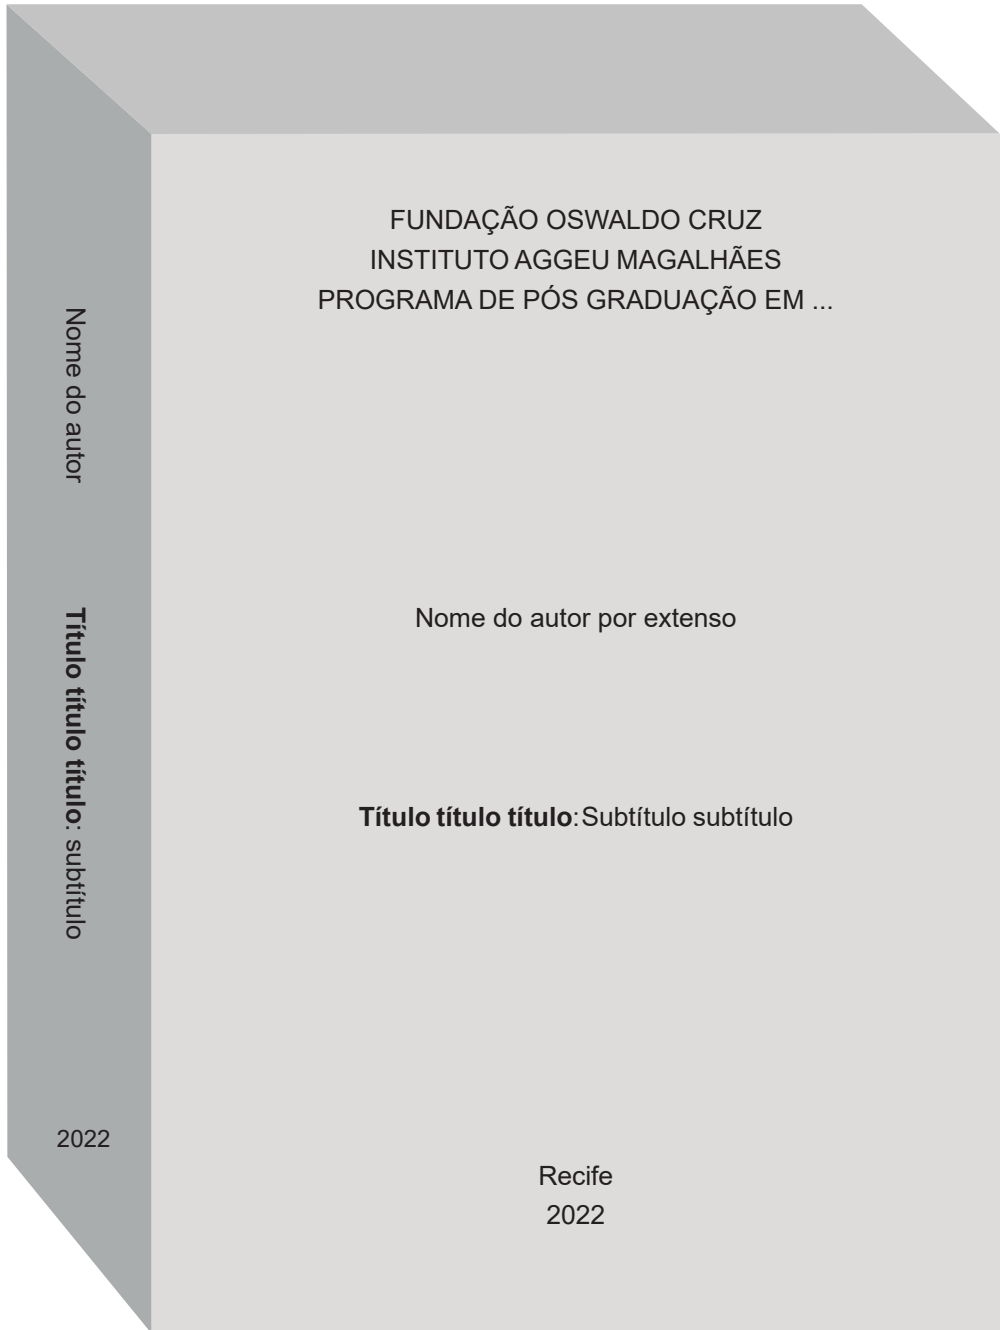 FUNDAÇÃO OSWALDO CRUZ
INSTITUTO AGGEU MAGALHÃES
PROGRAMA DE PÓS GRADUAÇÃO EM ...
Nome do autor
Nome do autor por extenso
Título título título: subtítulo
Título título título:Subtítulo subtítulo
2022
Recife
2022